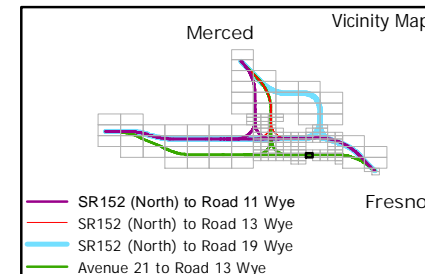 Vicinity Map
Merced
Fresno
SR152 (North) to Road 11 Wye
SR152 (North) to Road 13 Wye
SR152 (North) to Road 19 Wye
Avenue 21 to Road 13 Wye